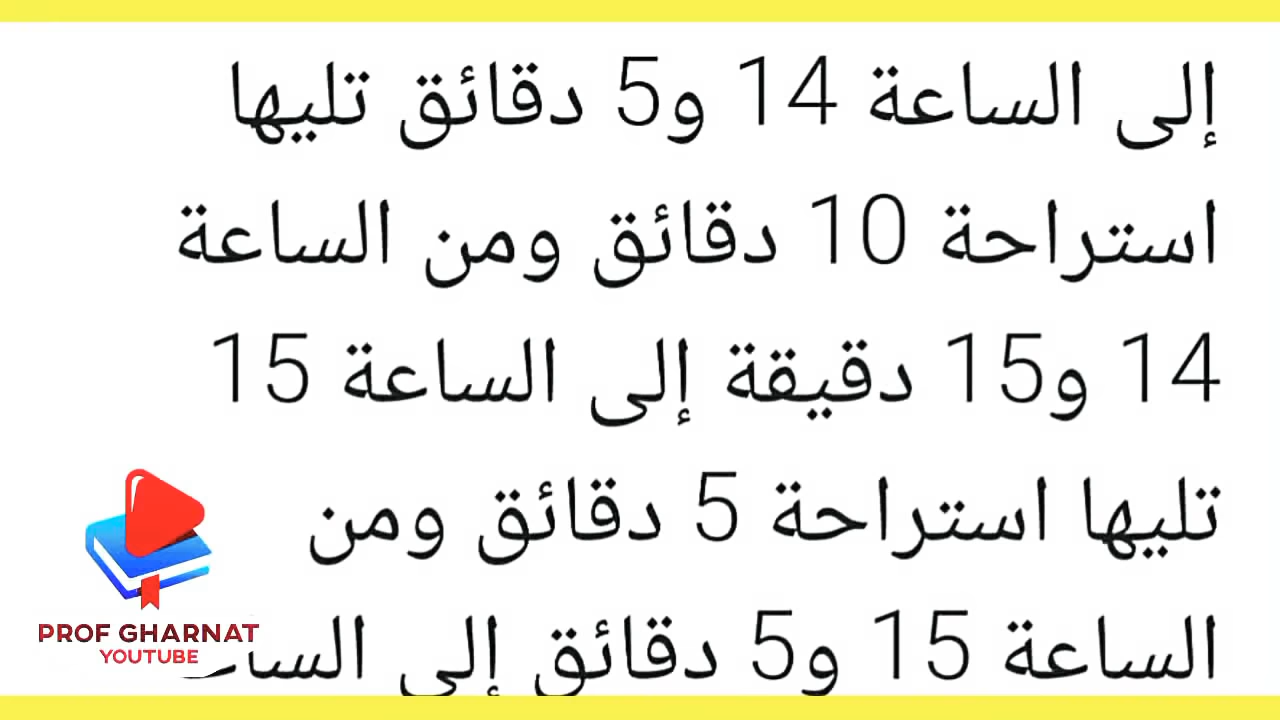 إلى الساعة 14 و5 دقائق تليها
استراحة 10 دقائق ومن الساعة
14 و15 دقيقة إلى الساعة 15
تليها استراحة 5 دقائق ومن
الساعة 15 و5 دقائق إلى
PROF GHARNAT
YOUTUBE